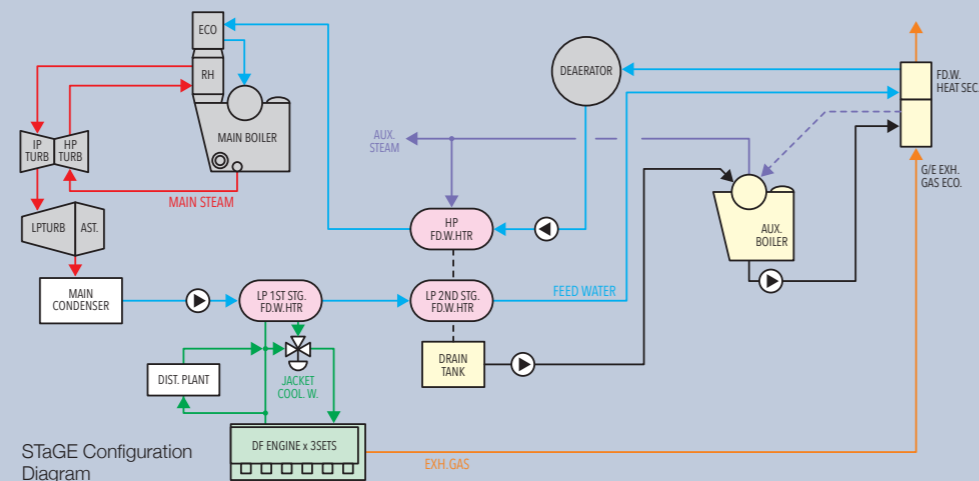 ECO
RH
MAIN BOILER
IP
TURB
HP
TURB
MAIN STEAM
LPTURB
AST.
MAIN
CONDENSER
DEAERATOR
AUX.
STEAM
HP
FD.W.HTR
LP 1ST STG.
FD.W.HTR
LP 2ND STG.
FD.W.HTR
FEED WATER
DRAIN
TANK
AUX.
BOILER
FD.W.
HEAT SEC.
G/E EXH.
GAS ECO.
DIST. PLANT
JACKET
COOL. W.
DF ENGINE x 3SETS
EXH.GAS
STaGE Configuration
Diagram